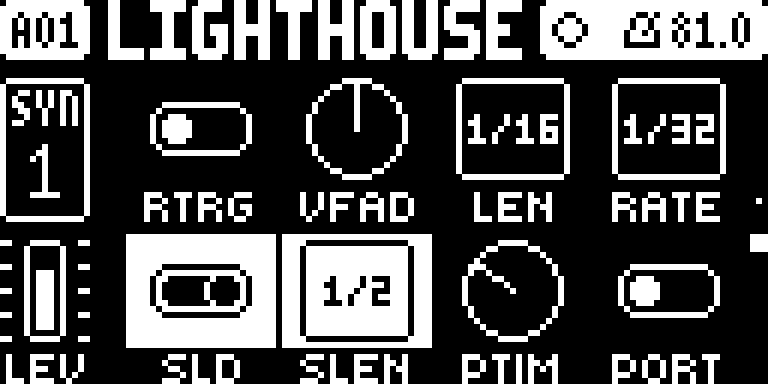 A01 LIGHTHOUSE 81.0
SYN
1
1/16 1/32
RTRG VFAD LEN RATE
1/2
LEV SLD SLEN PTIM PORT